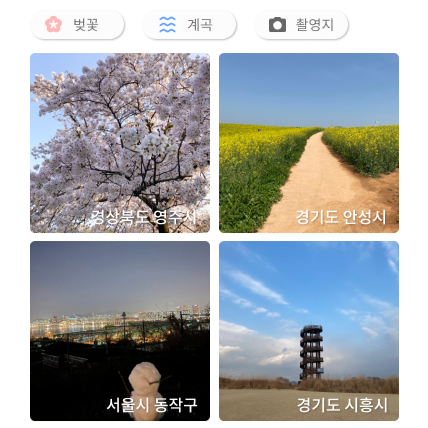 벚꽃
계곡
촬영지
경상북도 영주시
경기도 안성시
서울시 동작구
경기도 시흥시